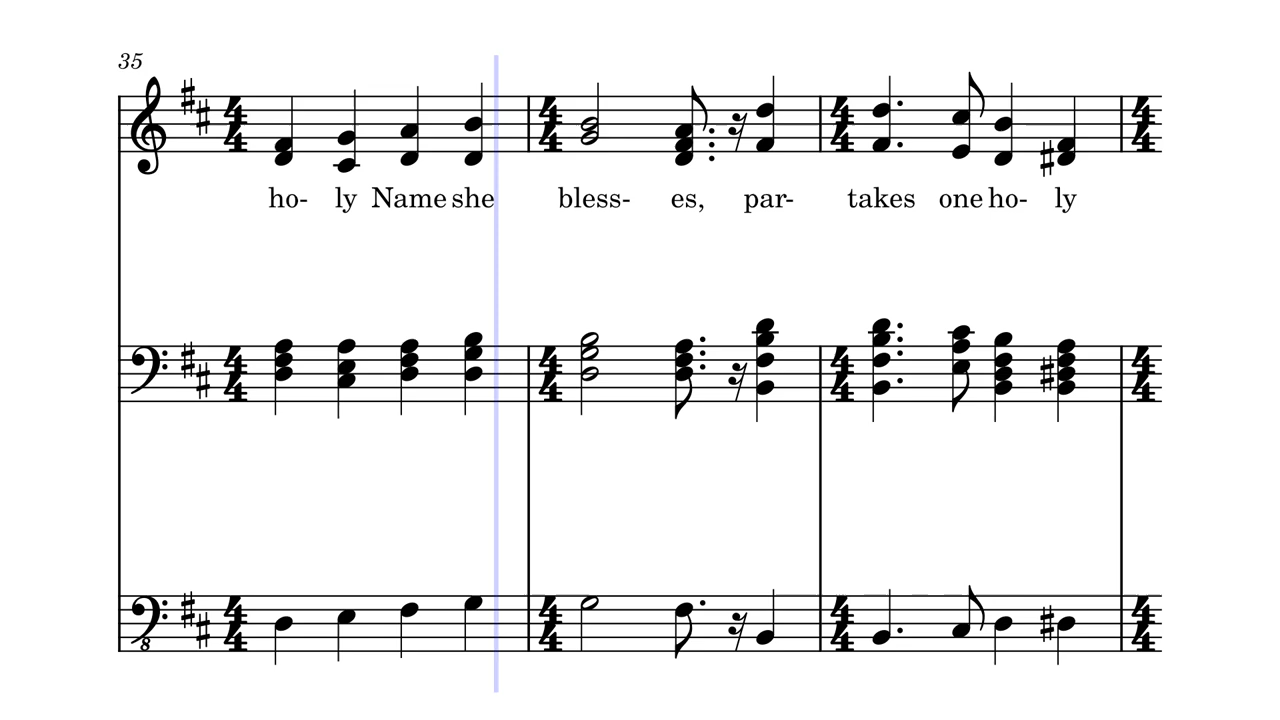 35
ho- ly Name she bless- es, par- takes one ho- ly